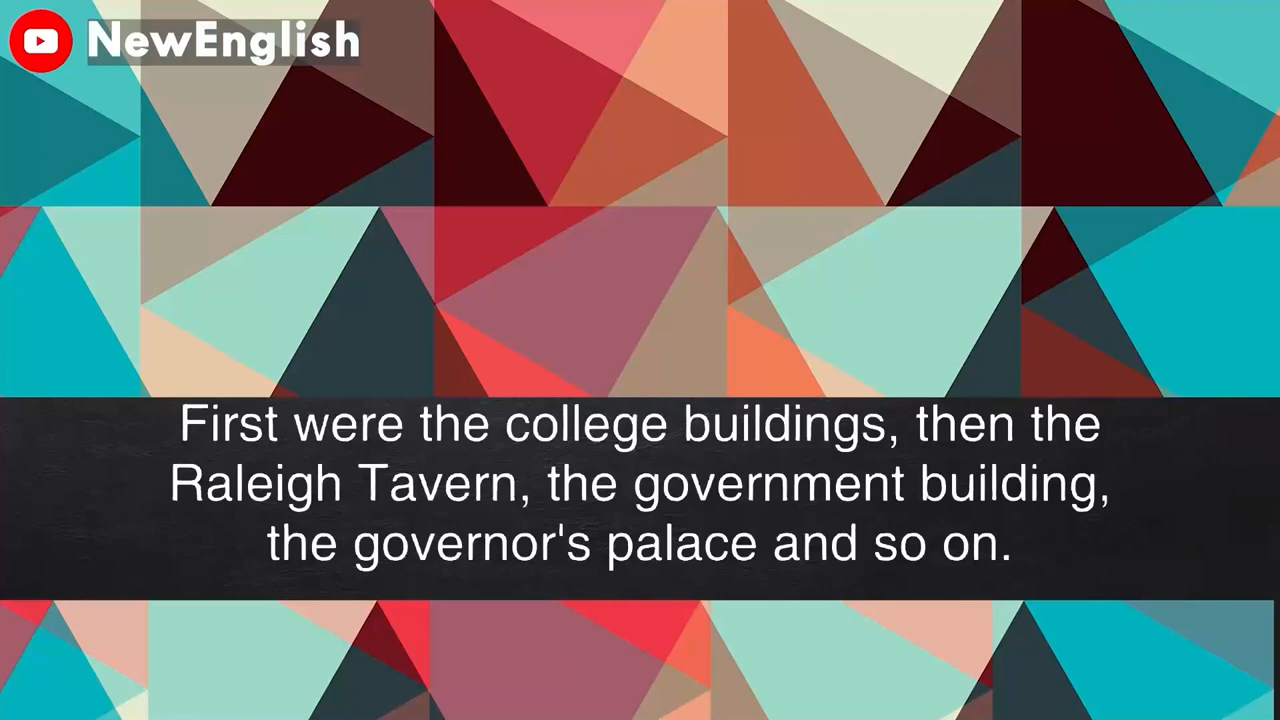 NewEnglish
First were the college buildings, then the
Raleigh Tavern, the government building,
the governor's palace and so on.